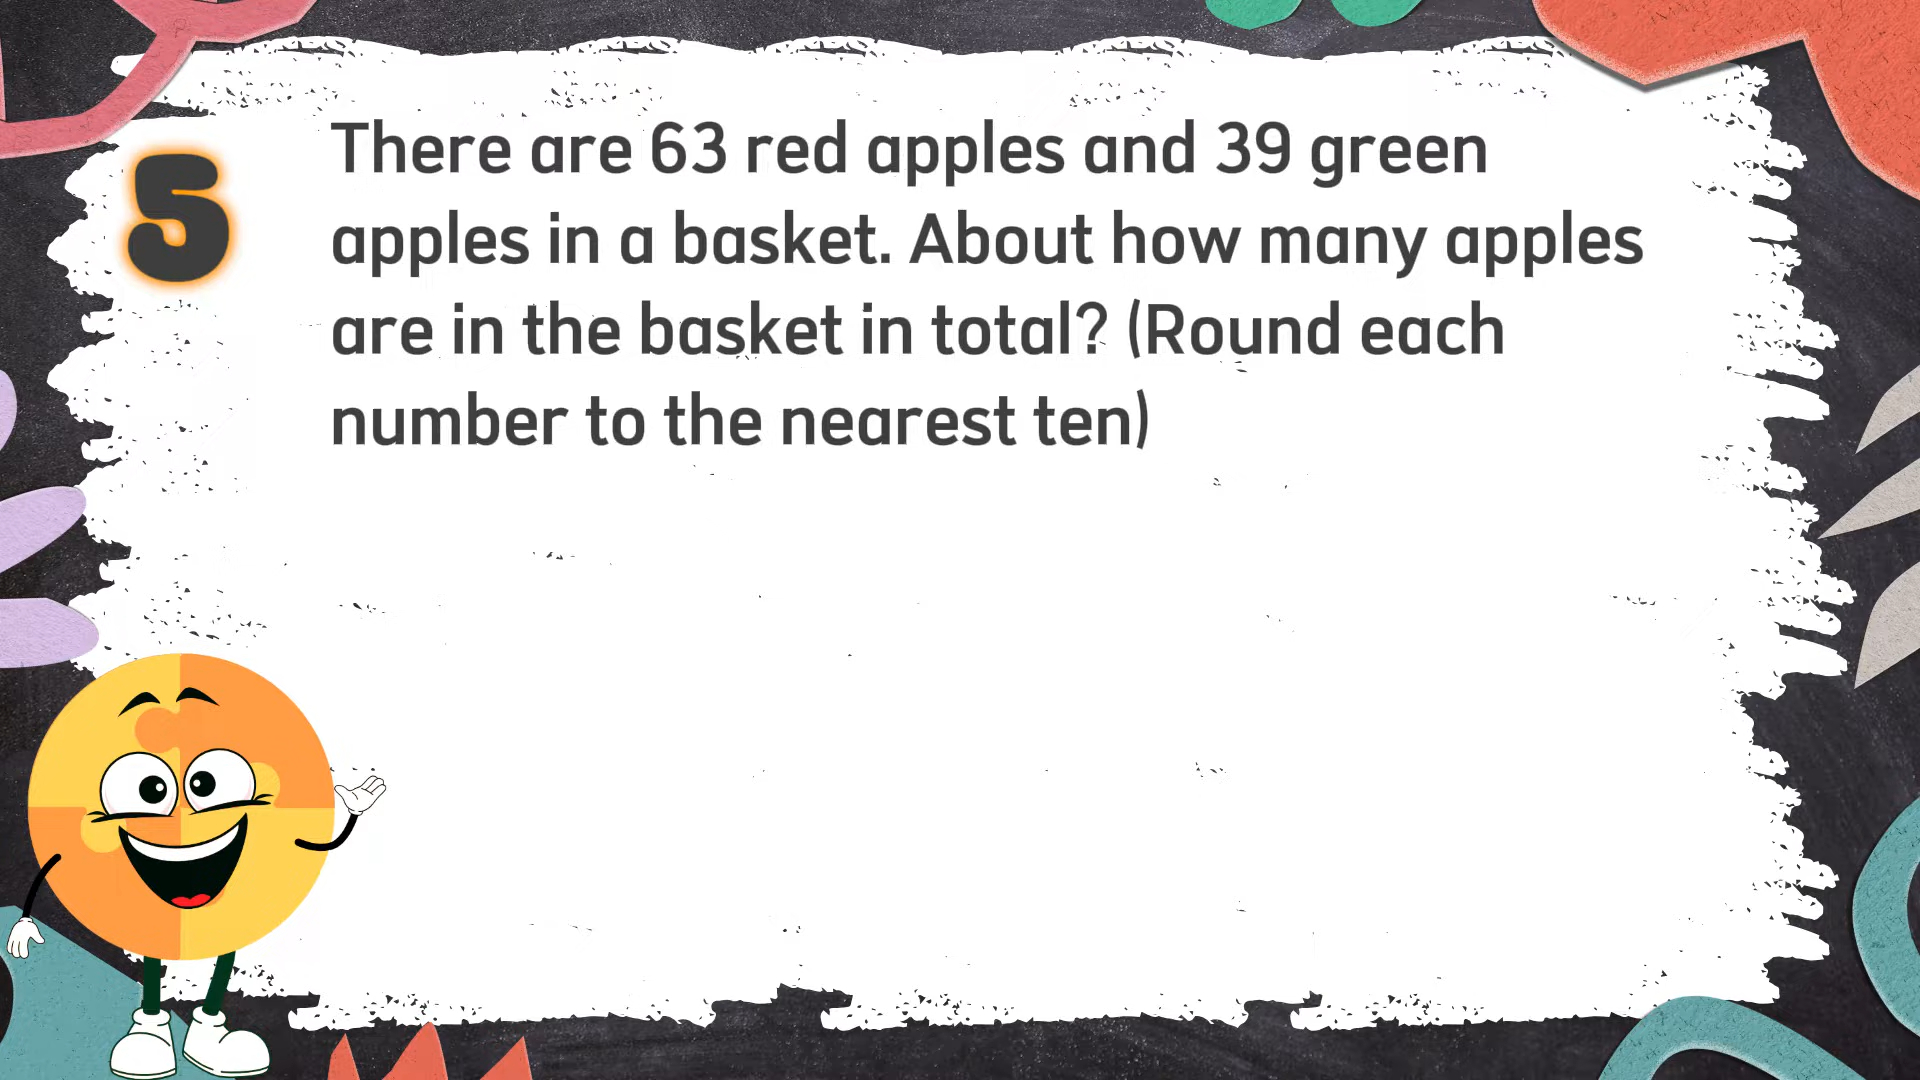 5
There are 63 red apples and 39 green
apples in a basket. About how many apples
are in the basket in total? (Round each
number to the nearest ten)